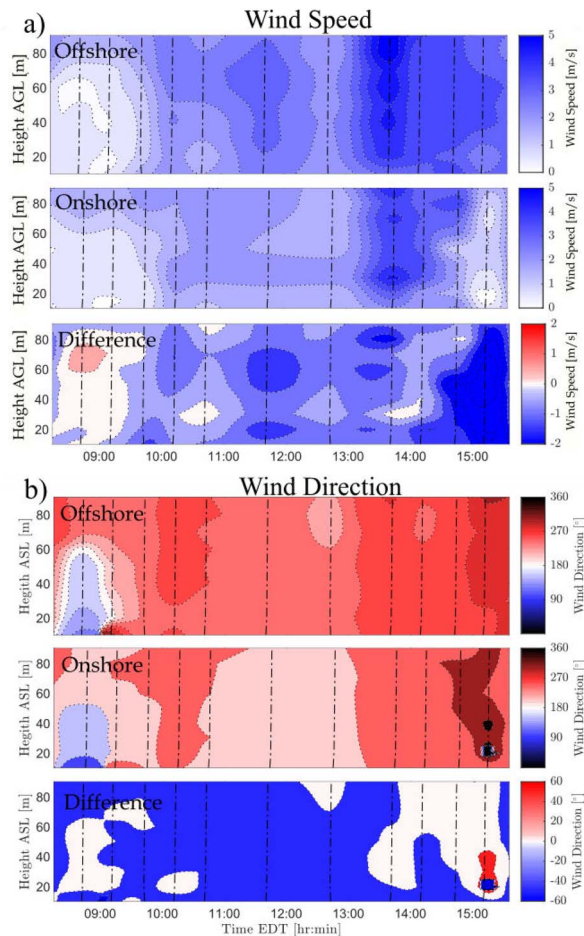 a) Wind Speed
Offshore
Height AGL [m]
80
60
40
20
5
4
3
2
1
0
Wind Speed [m/s]
Onshore
Height AGL [m]
80
60
40
20
5
4
3
2
1
0
Wind Speed [m/s]
Difference
Height AGL [m]
80
60
40
20
2
1
0
-1
-2
Wind Speed [m/s]
09:00 10:00 11:00 12:00 13:00 14:00 15:00
b) Wind Direction
Offshore
Hegith ASL [m]
80
60
40
20
360
270
180
90
Wind Direction [°]
Onshore
Hegith ASL [m]
80
60
40
20
360
270
180
90
Wind Direction [°]
Difference
Height ASL [m]
80
60
40
20
60
40
20
0
-20
-40
-60
Wind Direction [°]
09:00 10:00 11:00 12:00 13:00 14:00 15:00
Time EDT [hr:min]